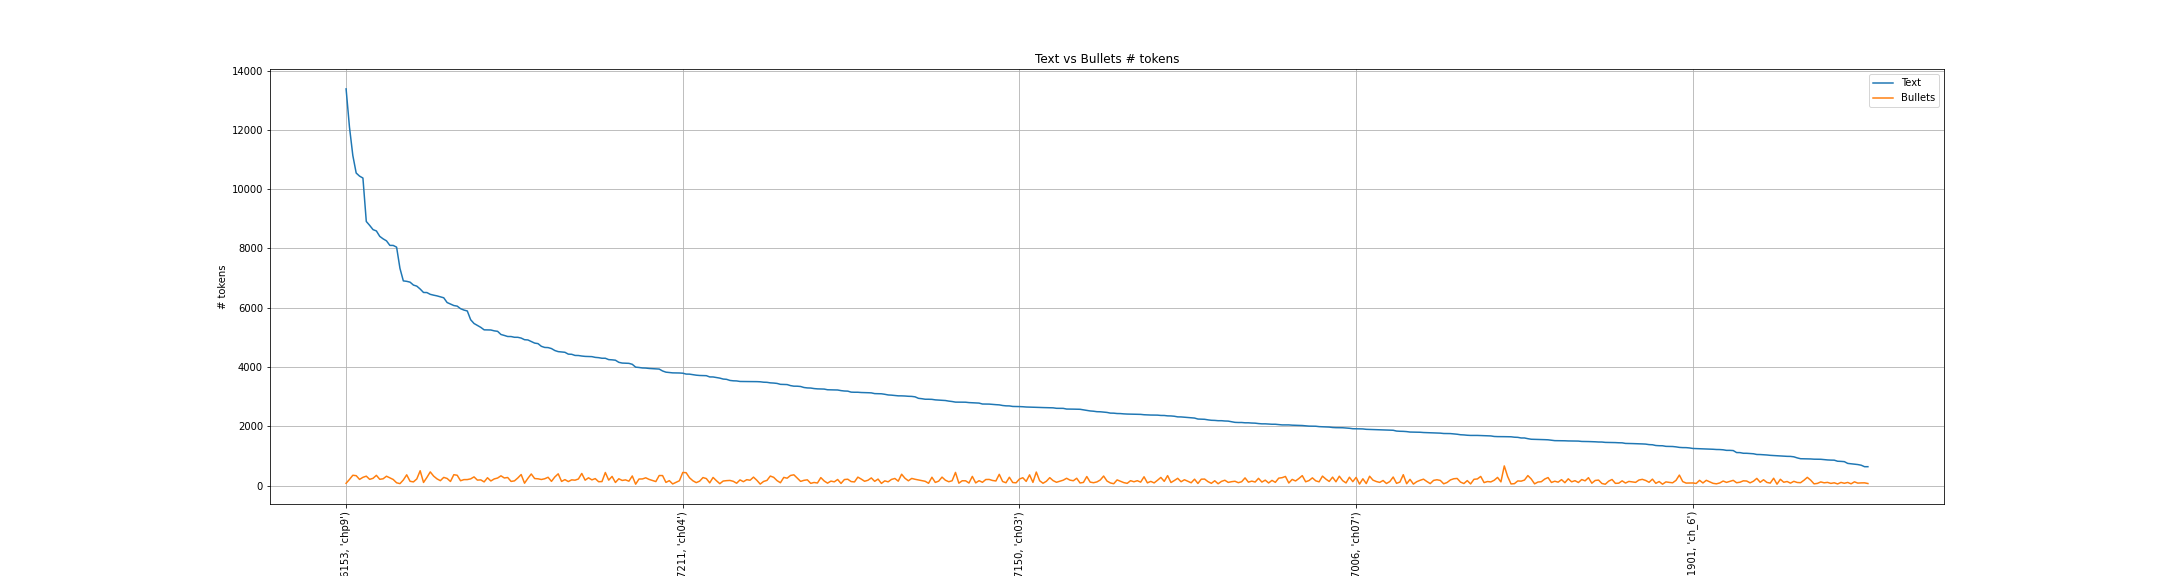 Text vs Bullets # tokens
14000
12000
10000
8000
6000
4000
2000
0
# tokens
Text
Bullets
6153, 'chp9')
7211, 'ch04')
7150, 'ch03')
7006, 'ch07')
1901, 'ch_6')